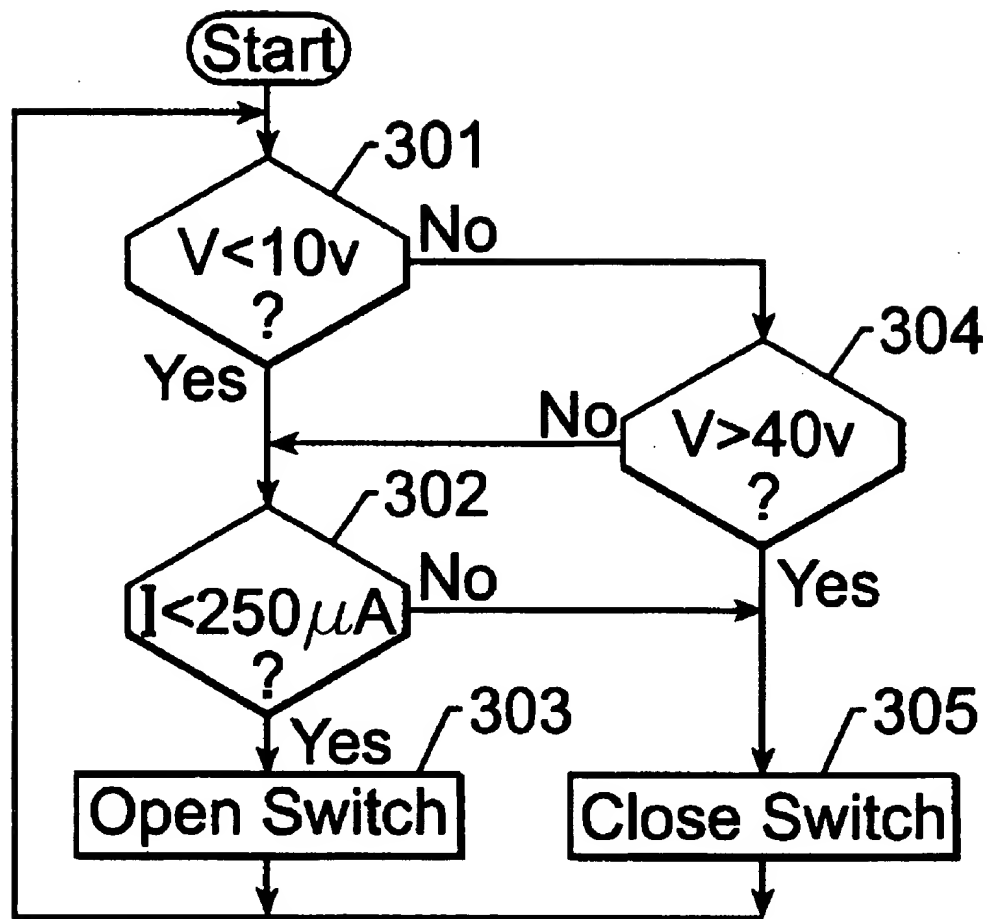 Start
301
V<10v
?
No
Yes
304
V>40v
?
No
Yes
302
I<250μA
?
No
Yes
303
Open Switch
305
Close Switch